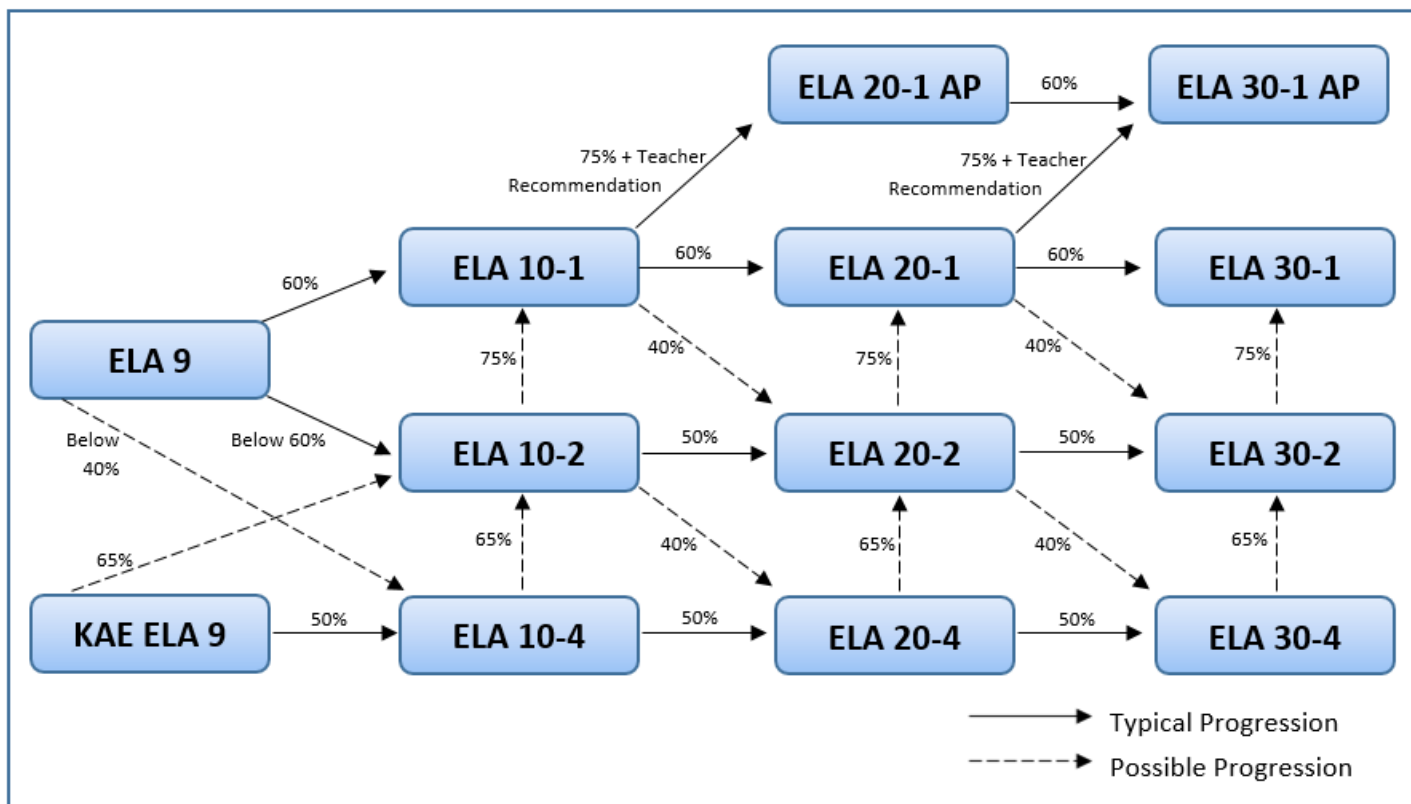 ELA 20-1 AP
60%
ELA 30-1 AP
75% + Teacher
Recommendation
75% + Teacher
Recommendation
ELA 10-1
60%
ELA 20-1
60%
ELA 30-1
60%
ELA 9
75%
40%
75%
40%
75%
Below
40%
Below 60%
ELA 10-2
50%
ELA 20-2
50%
ELA 30-2
65%
65%
40%
65%
40%
65%
KAE ELA 9
50%
ELA 10-4
50%
ELA 20-4
50%
ELA 30-4
Typical Progression
Possible Progression